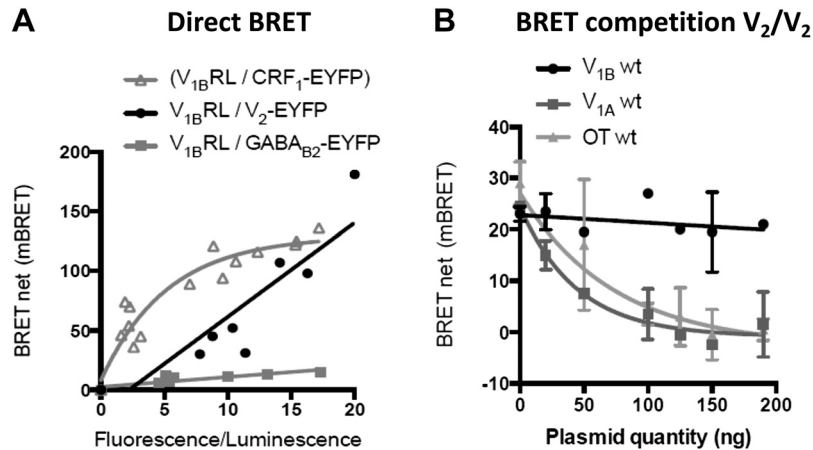 A
Direct BRET
(V1BRL / CRF1-EYFP)
V1BRL / V2-EYFP
V1BRL / GABAB2-EYFP
BRET net (mBRET)
200
150
100
50
0
0
5
10
15
20
Fluorescence/Luminescence
B
BRET competition V2/V2
V1B wt
V1A wt
OT wt
BRET net (mBRET)
40
30
20
10
0
-10
0
50
100
150
200
Plasmid quantity (ng)